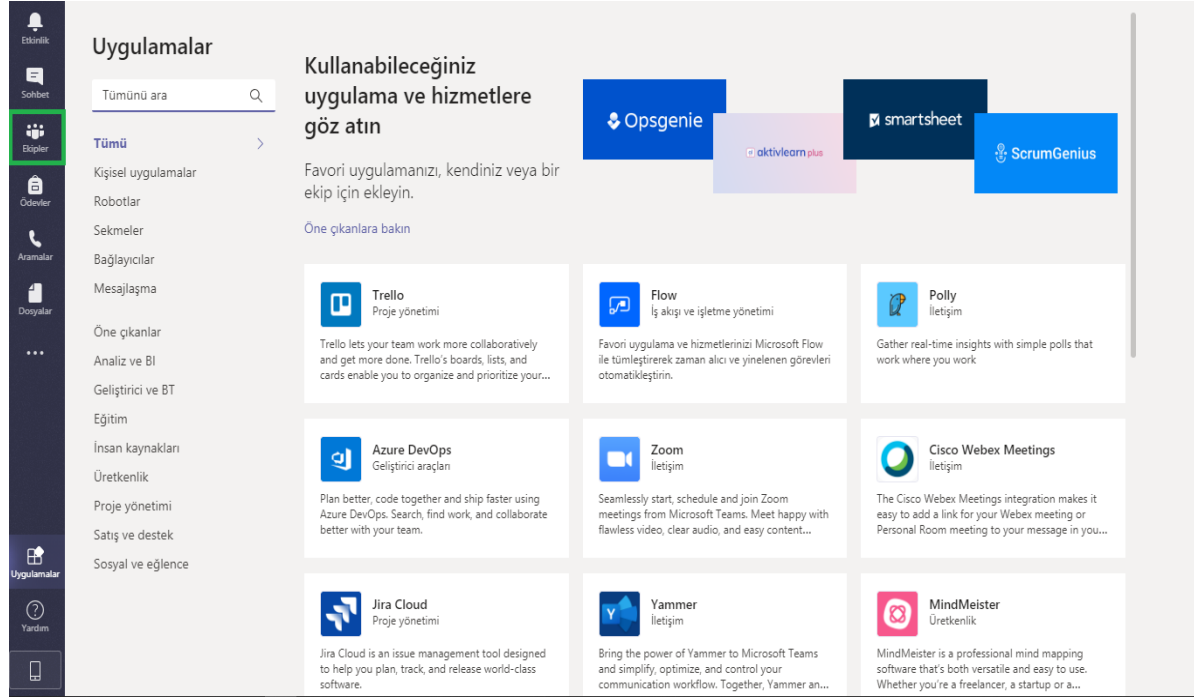 Etkinlik
Sohbet
Ekipler
Ödevler
Aramalar
Dosyalar
Uygulamalar
Yardım
Uygulamalar
Tümünü ara
Tümü
Kişisel uygulamalar
Robotlar
Sekmeler
Bağlayıcılar
Mesajlaşma
Öne çıkanlar
Analiz ve BI
Geliştirici ve BT
Eğitim
İnsan kaynakları
Üretkenlik
Proje yönetimi
Satış ve destek
Sosyal ve eğlence
Kullanabileceğiniz
uygulama ve hizmetlere
göz atın
Favori uygulamanızı, kendiniz veya bir
ekip için ekleyin.
Öne çıkanlara bakın
Opsgenie
aktivlearn plus
smartsheet
ScrumGenius
Trello
Proje yönetimi
Trello lets your team work more collaboratively
and get more done. Trello's boards, lists, and
cards enable you to organize and prioritize your...
Flow
İş akışı ve işletme yönetimi
Favori uygulama ve hizmetlerinizi Microsoft Flow
ile tümleştirerek zaman alıcı ve yinelenen görevleri
otomatikleştirin.
Polly
İletişim
Gather real-time insights with simple polls that
work where you work
Azure DevOps
Geliştirici araçları
Plan better, code together and ship faster using
Azure DevOps. Search, find work, and collaborate
better with your team.
Zoom
İletişim
Seamlessly start, schedule and join Zoom
meetings from Microsoft Teams. Meet happy with
flawless video, clear audio, and easy content...
Cisco Webex Meetings
İletişim
The Cisco Webex Meetings integration makes it
easy to add a link for your Webex meeting or
Personal Room meeting to your message in you...
Jira Cloud
Proje yönetimi
Jira Cloud is an issue management tool designed
to help you plan, track, and release world-class
software.
Yammer
İletişim
Bring the power of Yammer to Microsoft Teams
and simplify, optimize, and control your
communication workflow. Together, Yammer an...
MindMeister
Üretkenlik
MindMeister is a professional mind mapping
software that's both versatile and easy to use.
Whether you're a freelancer, a startup or a...